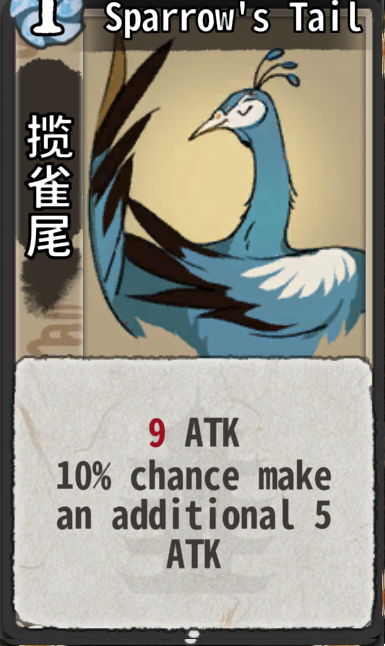 1 Sparrow's Tail
揽雀尾
9 ATK
10% chance make
an additional 5
ATK